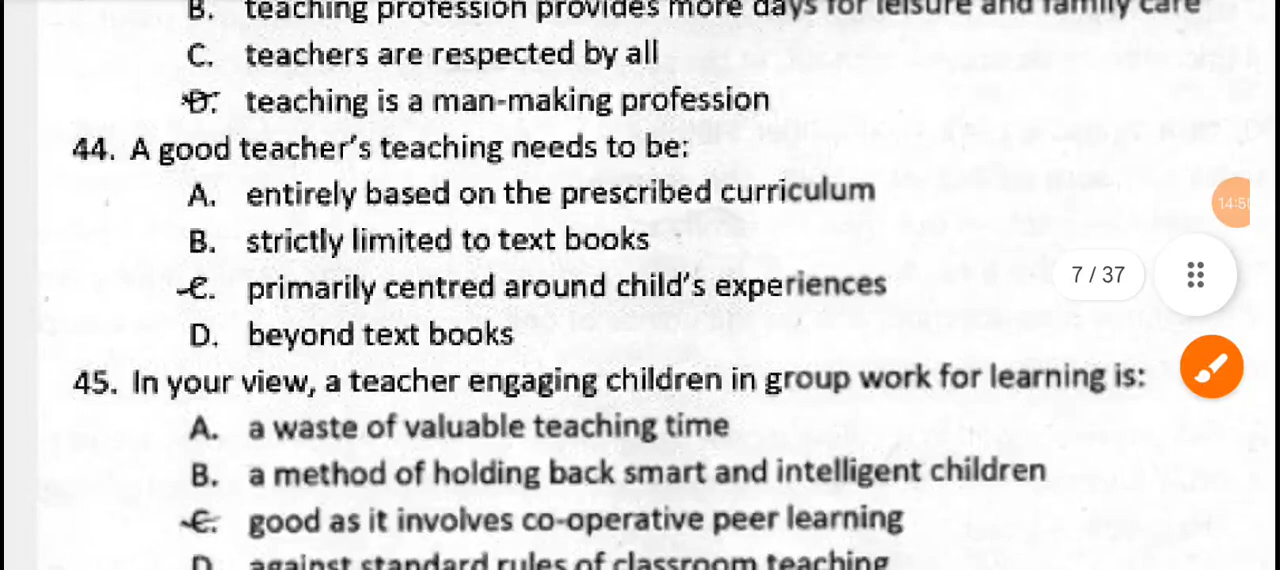 B. teaching profession provides more days for leisure and family care
C. teachers are respected by all
D. teaching is a man-making profession
44. A good teacher's teaching needs to be:
A. entirely based on the prescribed curriculum
B. strictly limited to text books
C. primarily centred around child's experiences
D. beyond text books
45. In your view, a teacher engaging children in group work for learning is:
A. a waste of valuable teaching time
B. a method of holding back smart and intelligent children
C. good as it involves co-operative peer learning
D. against standard rules of classroom teaching
7 / 37